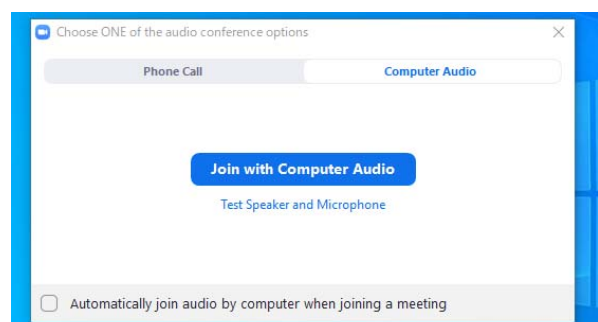 Choose ONE of the audio conference options
Phone Call
Computer Audio
Join with Computer Audio
Test Speaker and Microphone
Automatically join audio by computer when joining a meeting